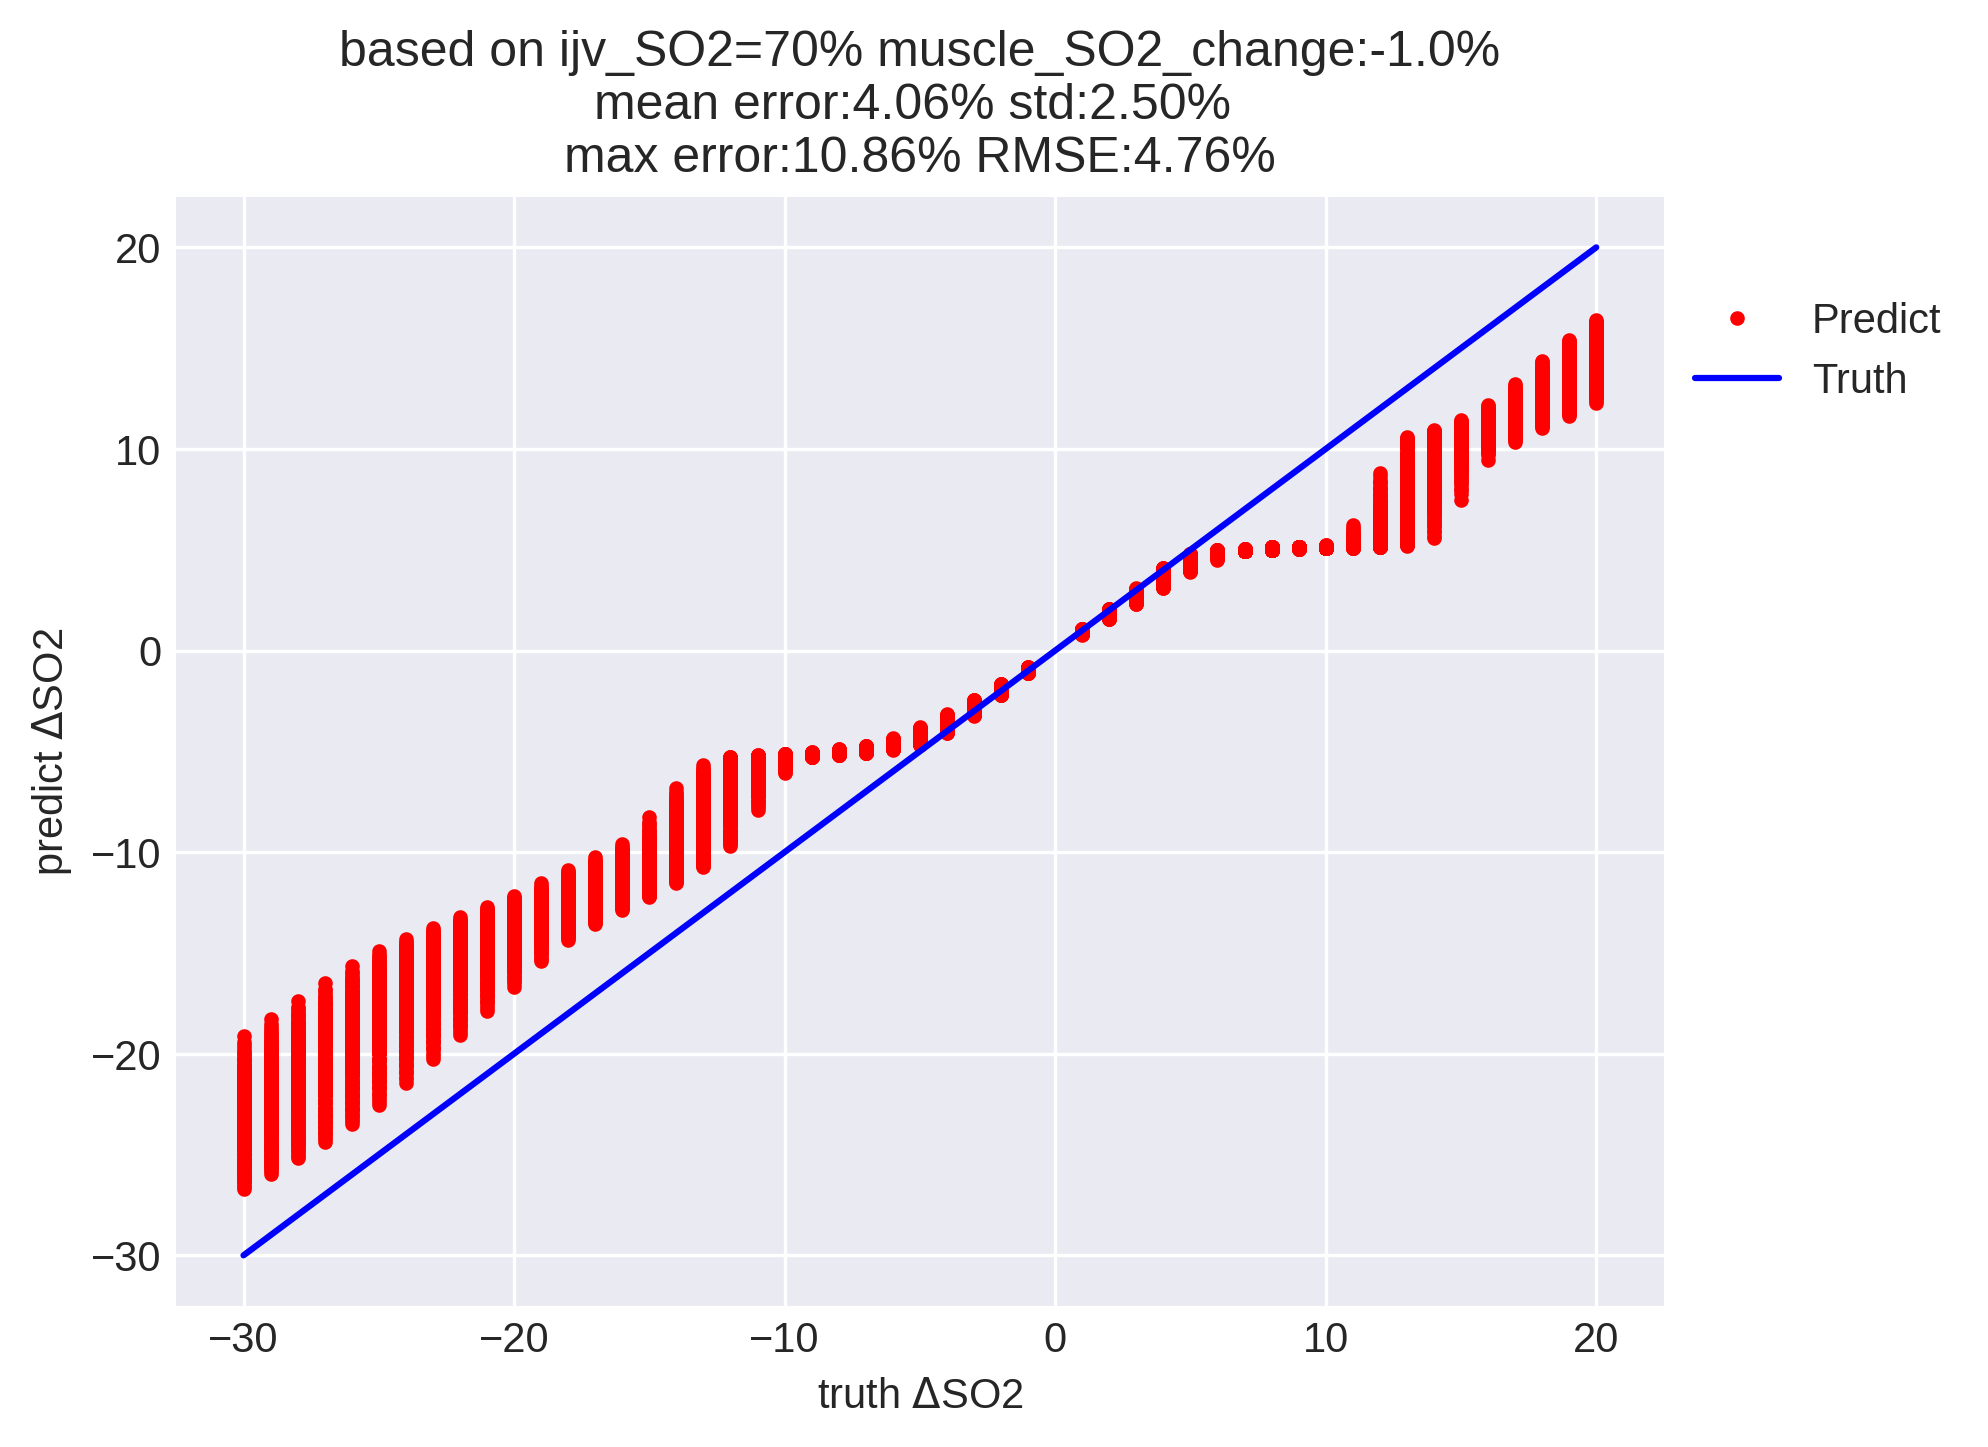 based on ijv_SO2=70% muscle_SO2_change:-1.0%
mean error:4.06% std:2.50%
max error:10.86% RMSE:4.76%
20
10
0
−10
−20
−30
predict ΔSO2
−30
−20
−10
0
10
20
truth ΔSO2
Predict
Truth